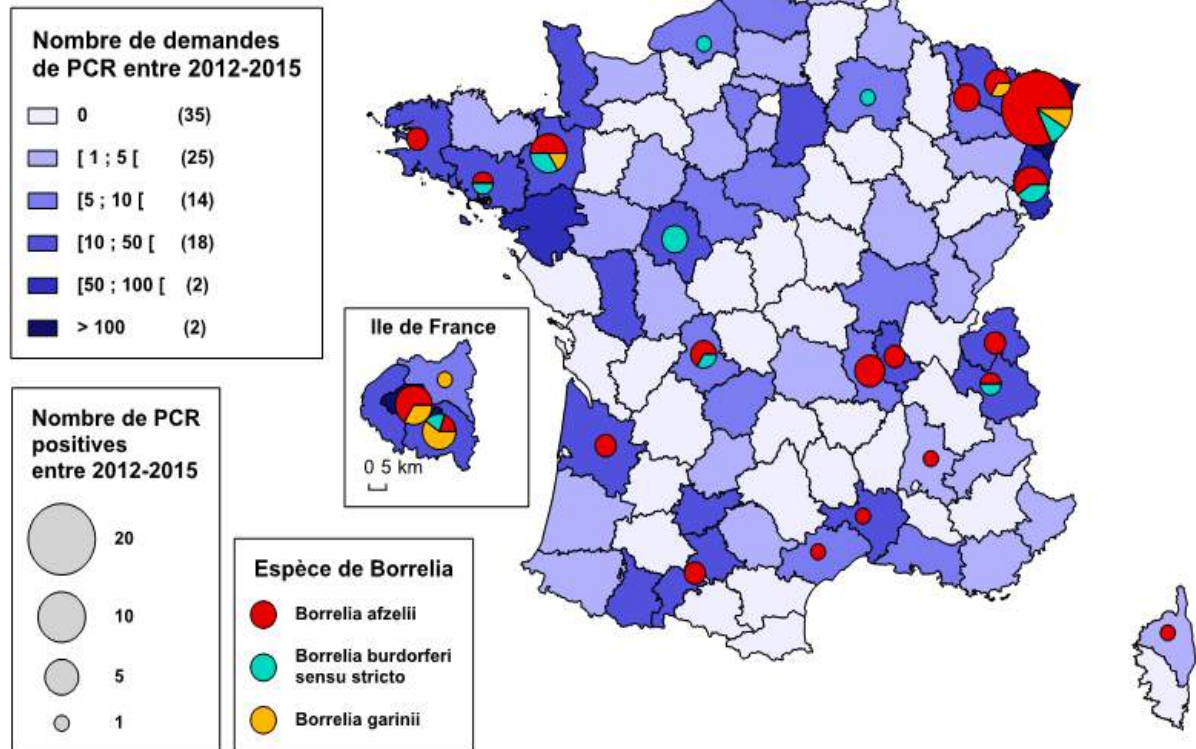 Nombre de demandes
de PCR entre 2012-2015
0 (35)
[ 1 ; 5 [ (25)
[5 ; 10 [ (14)
[10 ; 50 [ (18)
[50 ; 100 [ (2)
> 100 (2)
Ile de France
0 5 km
Nombre de PCR
positives
entre 2012-2015
20
10
5
1
Espèce de Borrelia
Borrelia afzelii
Borrelia burdorferi
sensu stricto
Borrelia garinii